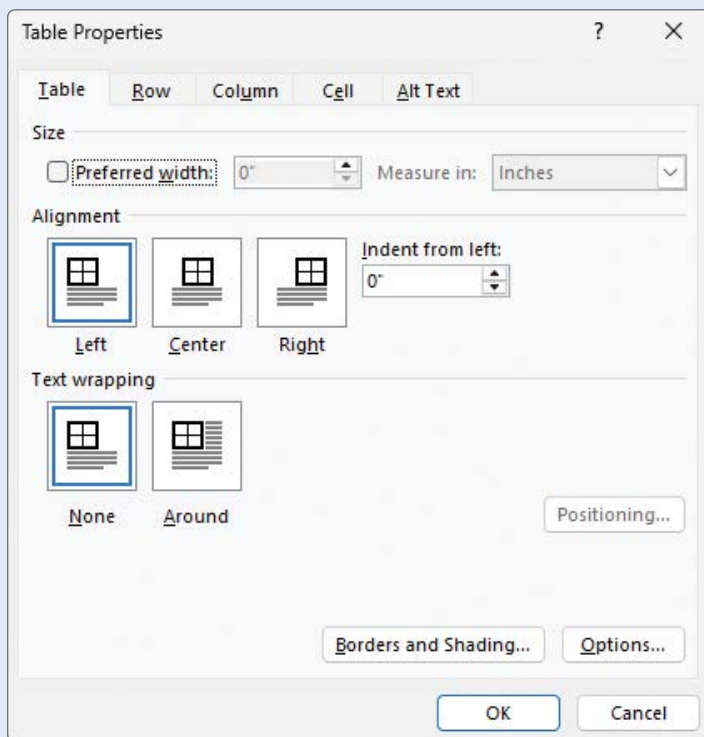 Table Properties ? ×
Table Row Column Cell Alt Text
Size
Preferred width: 0" Measure in: Inches
Alignment
Indent from left:
0"
Left Center Right
Text wrapping
None Around
Positioning...
Borders and Shading... Options...
OK Cancel